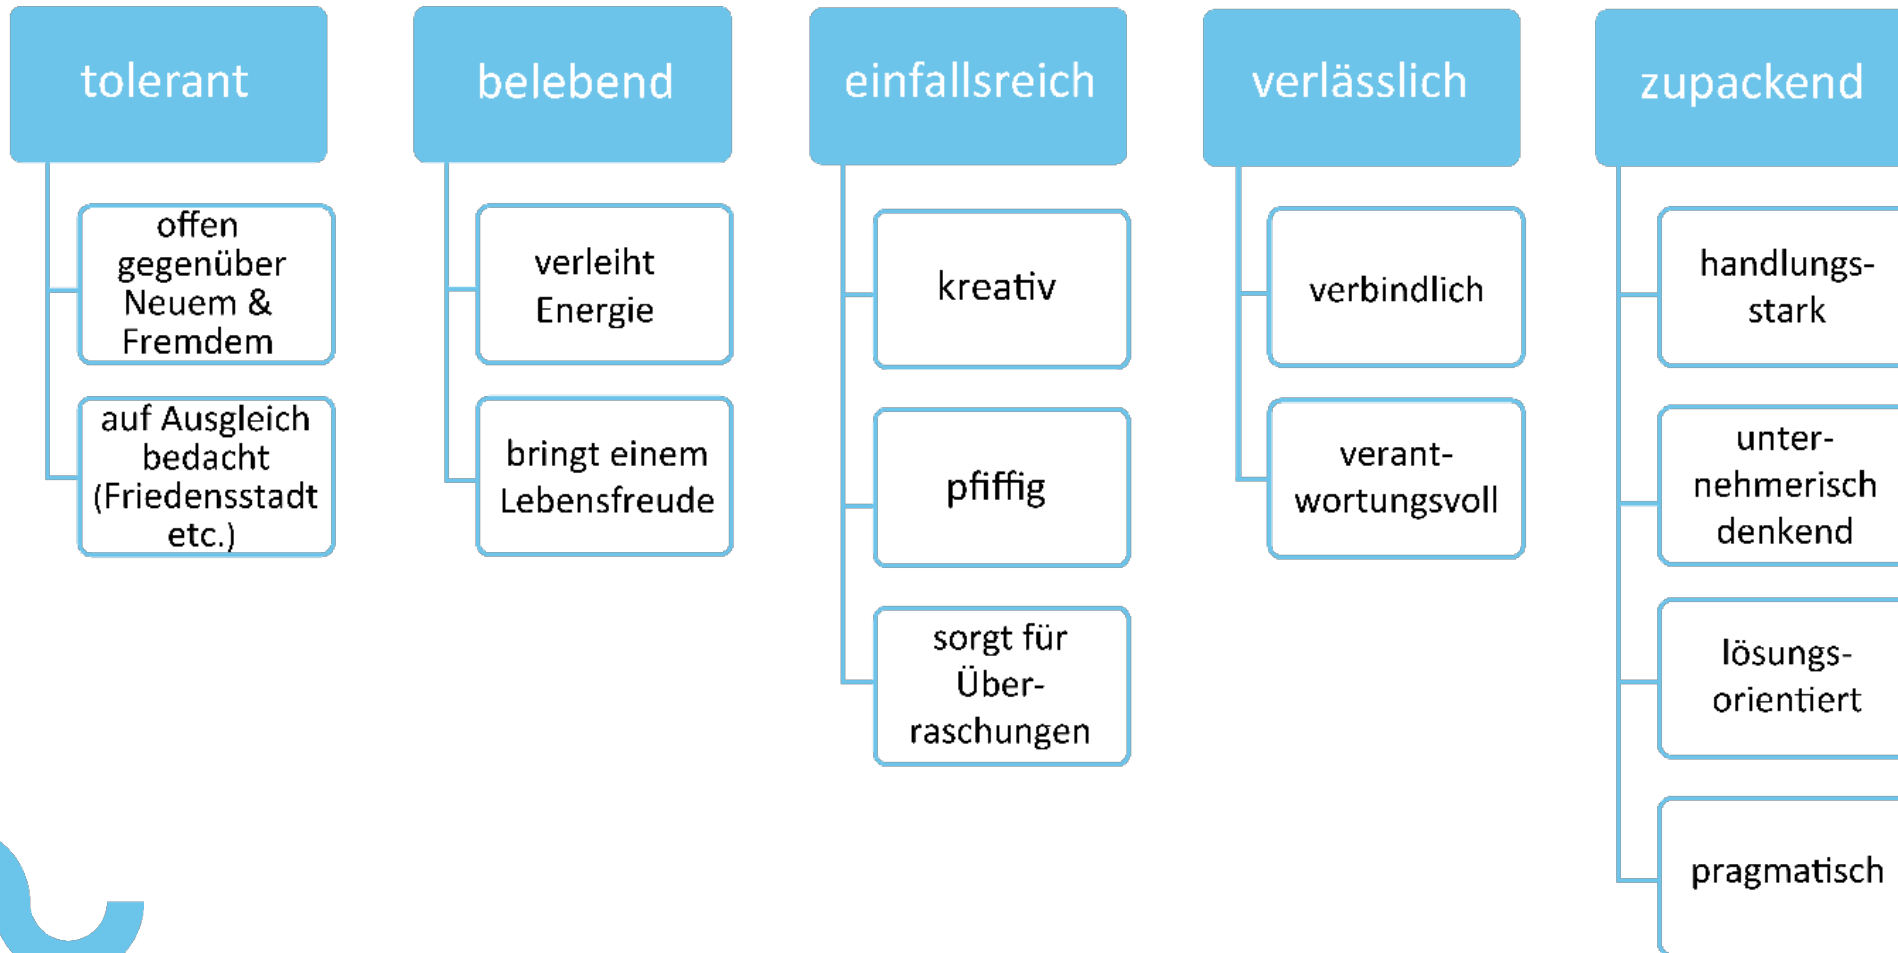 tolerant
offen
gegenüber
Neuem &
Fremdem
auf Ausgleich
bedacht
(Friedensstadt
etc.)
belebend
verleiht
Energie
bringt einem
Lebensfreude
einfallsreich
kreativ
pfiffig
sorgt für
Über-
raschungen
verlässlich
verbindlich
verant-
wortungsvoll
zupackend
handlungs-
stark
unter-
nehmerisch
denkend
lösungs-
orientiert
pragmatisch